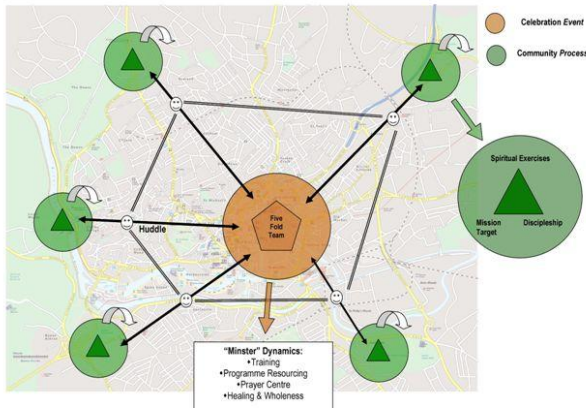 Celebration Event
Community Process
Spiritual Exercises
Mission
Target
Discipleship
Five
Fold
Team
Huddle
“Minster” Dynamics:
•Training
•Programme Resourcing
•Prayer Centre
•Healing & Wholeness